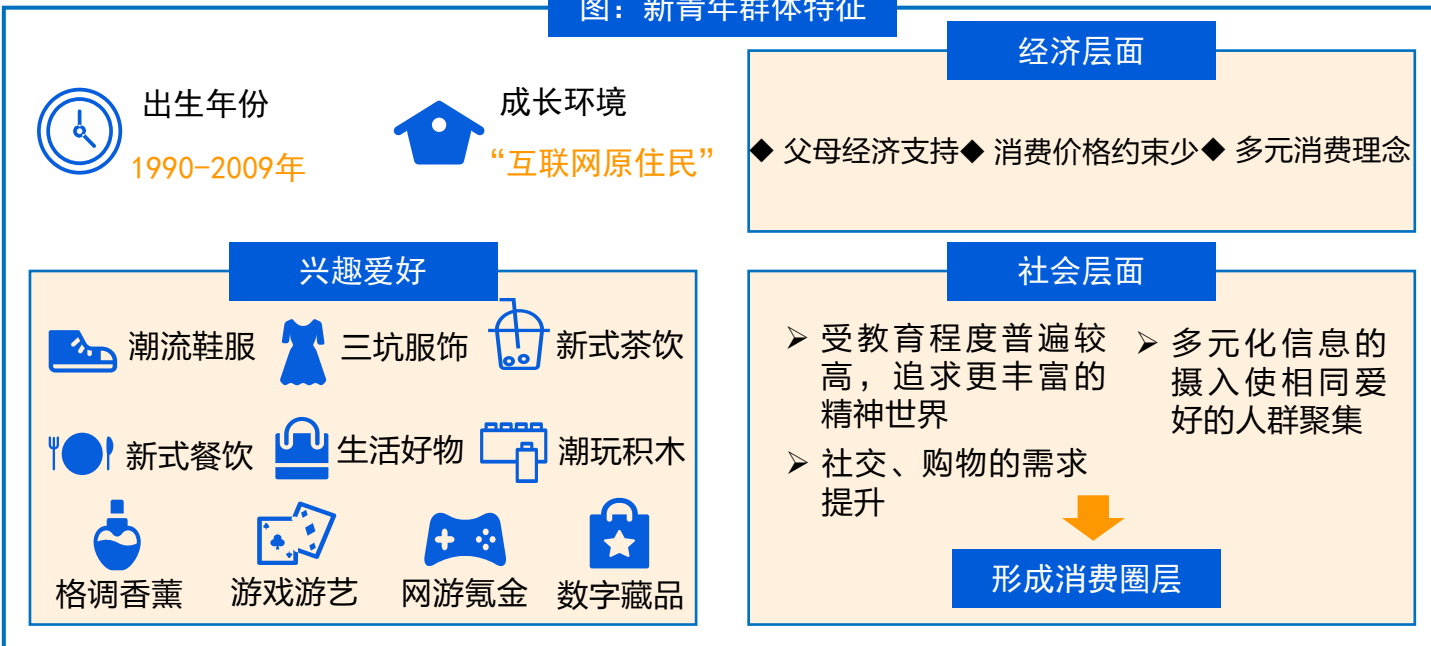 图：新青年群体特征
出生年份
1990-2009年
成长环境
“互联网原住民”
经济层面
◆ 父母经济支持◆ 消费价格约束少◆ 多元消费理念
兴趣爱好
潮流鞋服
三坑服饰
新式茶饮
新式餐饮
生活好物
潮玩积木
格调香薰
游戏游艺
网游氪金
数字藏品
社会层面
➢ 受教育程度普遍较
高，追求更丰富的
精神世界
➢ 社交、购物的需求
提升
➢ 多元化信息的
摄入使相同爱
好的人群聚集
形成消费圈层